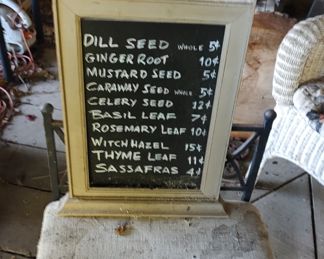 DILL SEED WHOLE 5¢
GINGER ROOT 10¢
MUSTARD SEED 5¢
CARAWAY SEED WHOLE 5¢
CELERY SEED 12¢
BASIL LEAF 7¢
ROSEMARY LEAF 10¢
WITCH HAZEL 15¢
THYME LEAF 11¢
SASSAFRAS 4¢